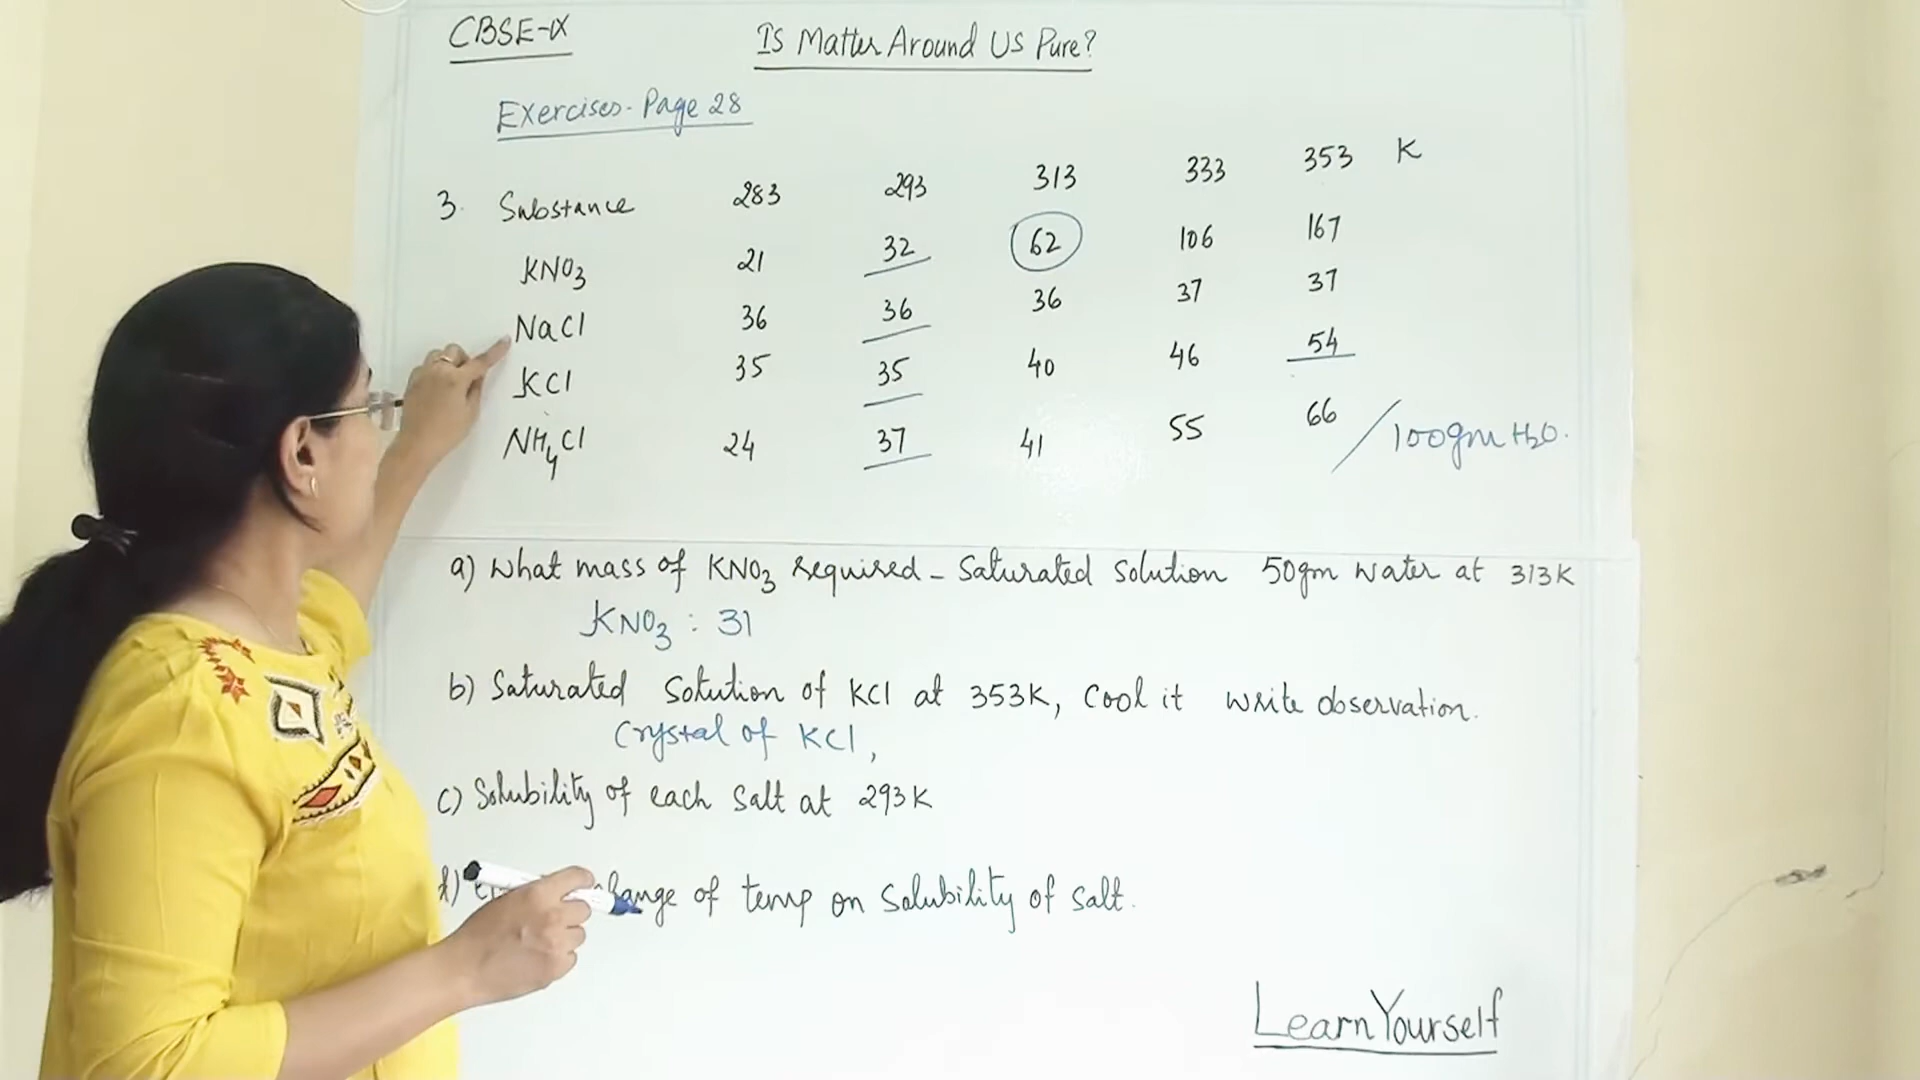 CBSE-IX
Is Matter Around Us Pure?
Exercises - Page 28
3. Substance 283 293 313 333 353 K
KNO3 21 32 62 106 167
NaCl 36 36 36 37 37
KCl 35 35 40 46 54
NH4Cl 24 37 41 55 66 / 100gm H2O.
a) What mass of KNO3 required - Saturated Solution 50gm water at 313K
KNO3 : 31
b) Saturated Solution of KCl at 353K, Cool it write observation.
Crystal of KCl,
c) Solubility of each Salt at 293K
d) of temp on Solubility of Salt.
LearnYourself